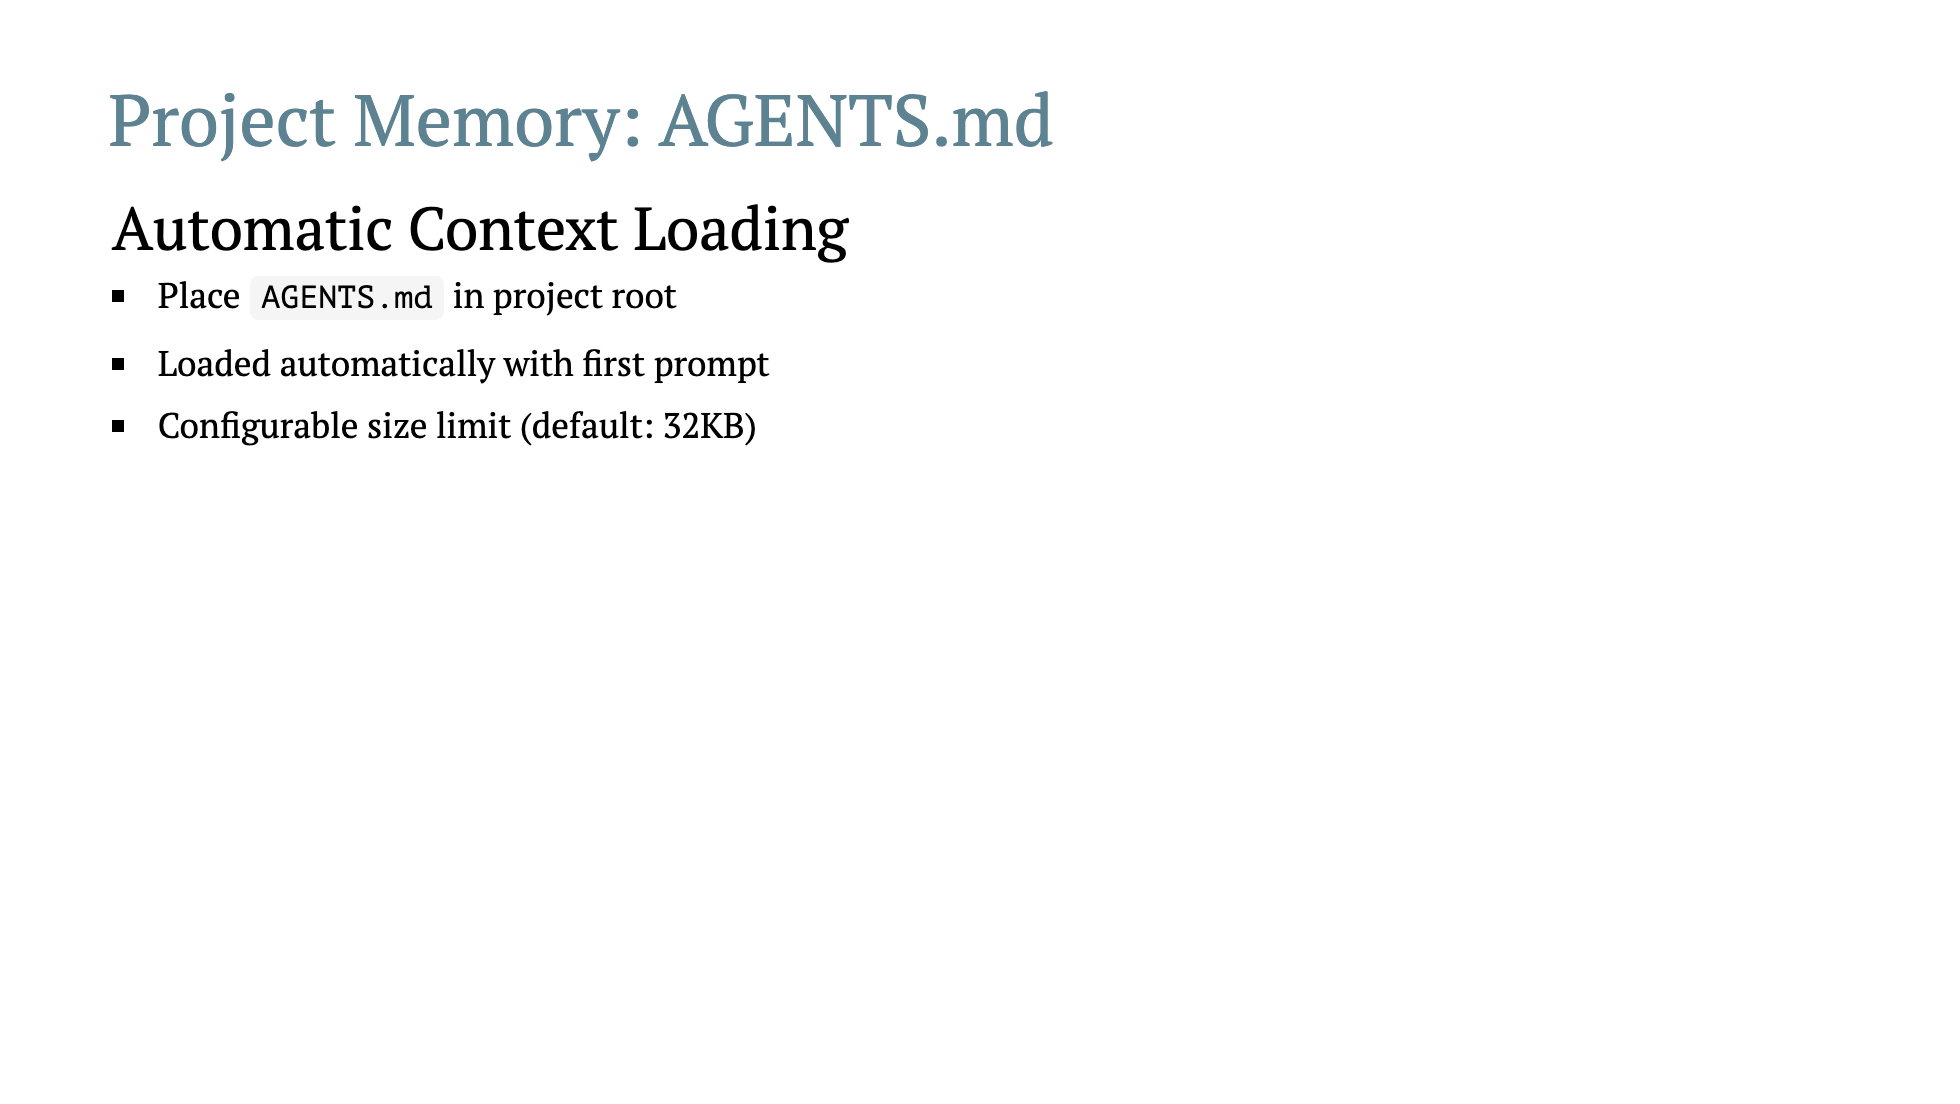 Project Memory: AGENTS.md
Automatic Context Loading
▪ Place AGENTS.md in project root
▪ Loaded automatically with first prompt
▪ Configurable size limit (default: 32KB)